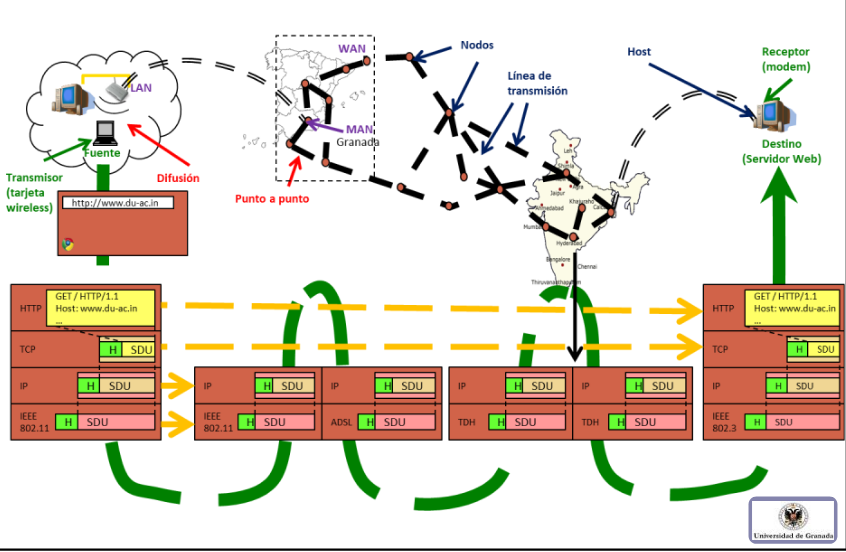 WAN
Nodos
Host
Receptor
(modem)
LAN
Línea de
transmisión
MAN
Granada
Fuente
Transmisor
(tarjeta
wireless)
Difusión
Punto a punto
Destino
(Servidor Web)
Leh
Shimla
Agra
Jaipur
Khajuraho
Ahmedabad
Mumbai
Hyderabad
Bangalore
Chennai
Thiruvananthapuram
http://www.du-ac.in
HTTP
GET / HTTP/1.1
Host: www.du-ac.in
...
TCP
H SDU
IP
H SDU
IEEE
802.11
H SDU
IP
H SDU
IP
H SDU
IEEE
802.11
H SDU
ADSL
H SDU
IP
H SDU
IP
H SDU
TDH
H SDU
TDH
H SDU
HTTP
GET / HTTP/1.1
Host: www.du-ac.in
...
TCP
H SDU
IP
H SDU
IEEE
802.3
H SDU
Universidad de Granada